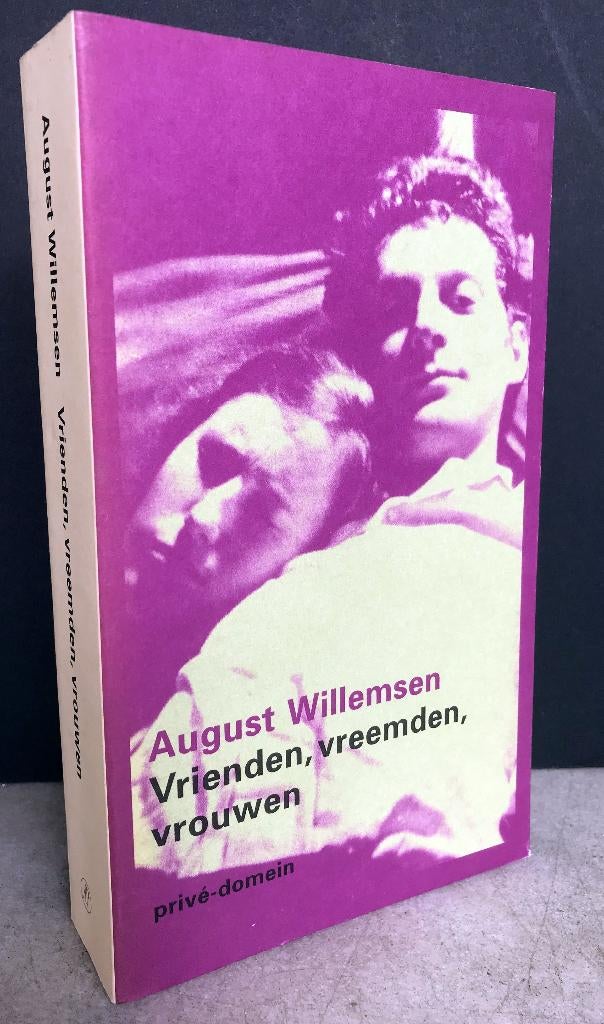 August Willemsen Vrienden, vreemden, vrouwen
August Willemsen
Vrienden, vreemden,
vrouwen
privé-domein